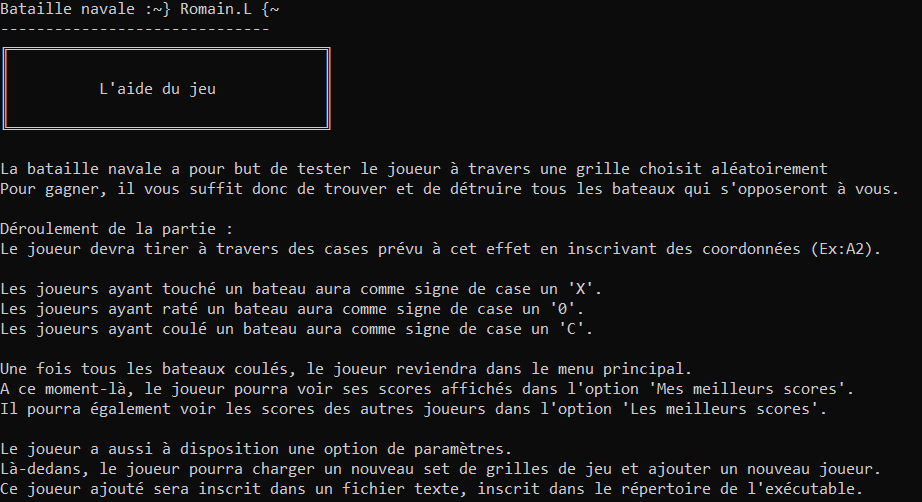 Bataille navale :~} Romain.L {~
------------------------------
L'aide du jeu
La bataille navale a pour but de tester le joueur à travers une grille choisit aléatoirement
Pour gagner, il vous suffit donc de trouver et de détruire tous les bateaux qui s'opposeront à vous.
Déroulement de la partie :
Le joueur devra tirer à travers des cases prévu à cet effet en inscrivant des coordonnées (Ex:A2).
Les joueurs ayant touché un bateau aura comme signe de case un 'X'.
Les joueurs ayant raté un bateau aura comme signe de case un '0'.
Les joueurs ayant coulé un bateau aura comme signe de case un 'C'.
Une fois tous les bateaux coulés, le joueur reviendra dans le menu principal.
A ce moment-là, le joueur pourra voir ses scores affichés dans l'option 'Mes meilleurs scores'.
Il pourra également voir les scores des autres joueurs dans l'option 'Les meilleurs scores'.
Le joueur a aussi à disposition une option de paramètres.
Là-dedans, le joueur pourra charger un nouveau set de grilles de jeu et ajouter un nouveau joueur.
Ce joueur ajouté sera inscrit dans un fichier texte, inscrit dans le répertoire de l'exécutable.